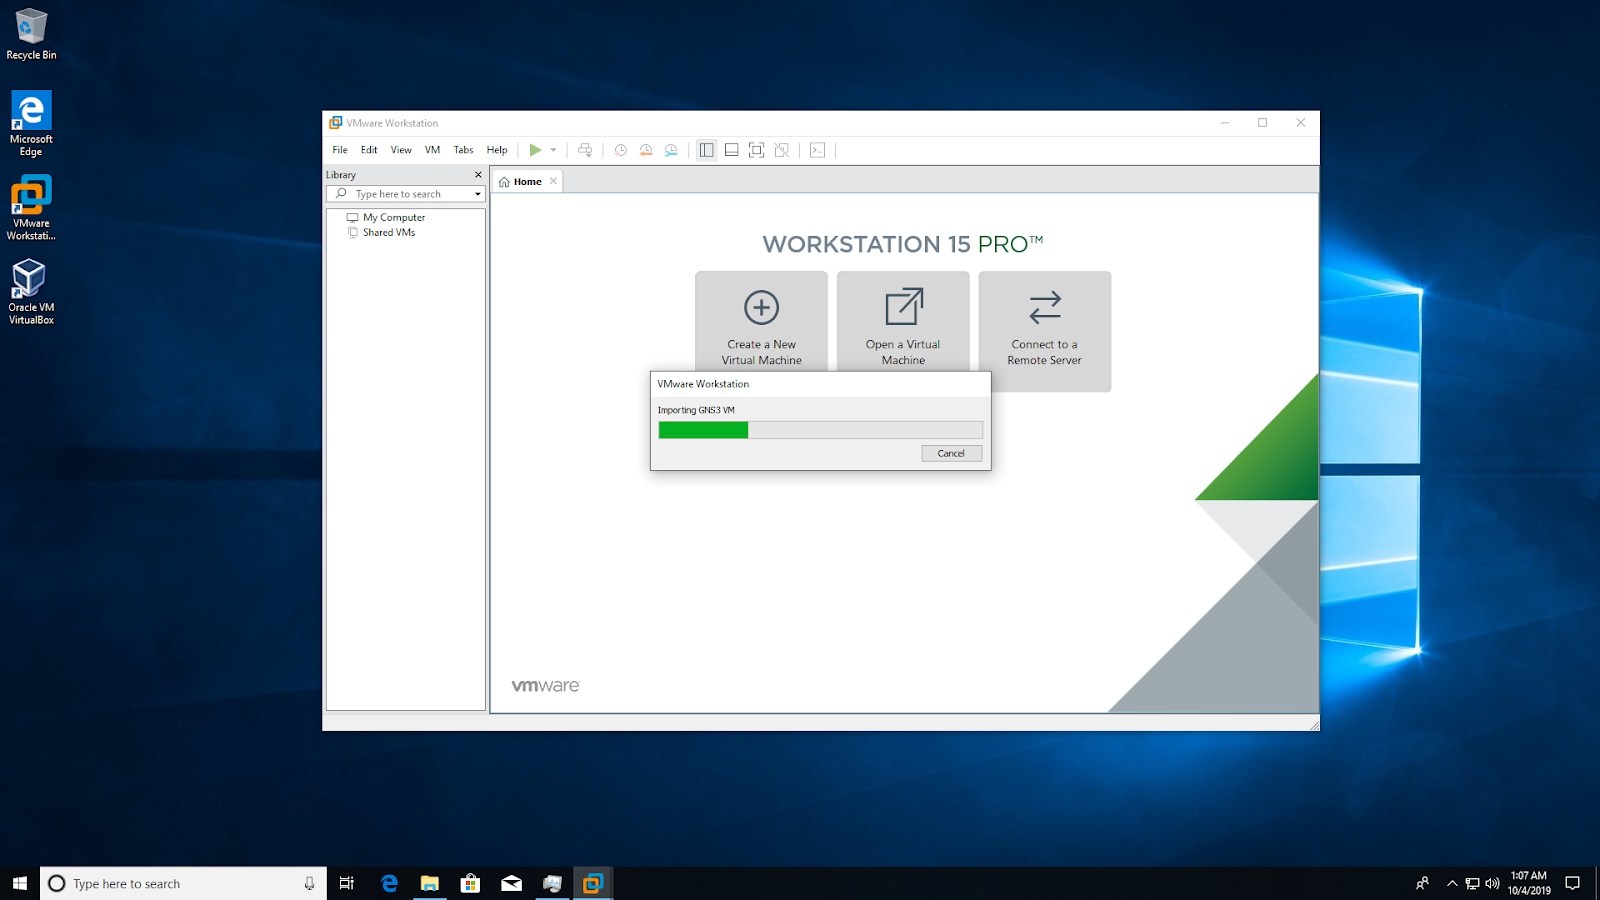 Recycle Bin
Microsoft
Edge
VMware
Workstati...
Oracle VM
VirtualBox
VMware Workstation
File Edit View VM Tabs Help
Library
Type here to search
My Computer
Shared VMs
Home
WORKSTATION 15 PRO™
Create a New
Virtual Machine
Open a Virtual
Machine
Connect to a
Remote Server
VMware Workstation
Importing GNS3 VM
Cancel
vmware
Type here to search
1:07 AM
10/4/2019